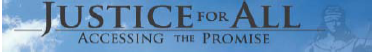 JUSTICE FOR ALL
ACCESSING THE PROMISE